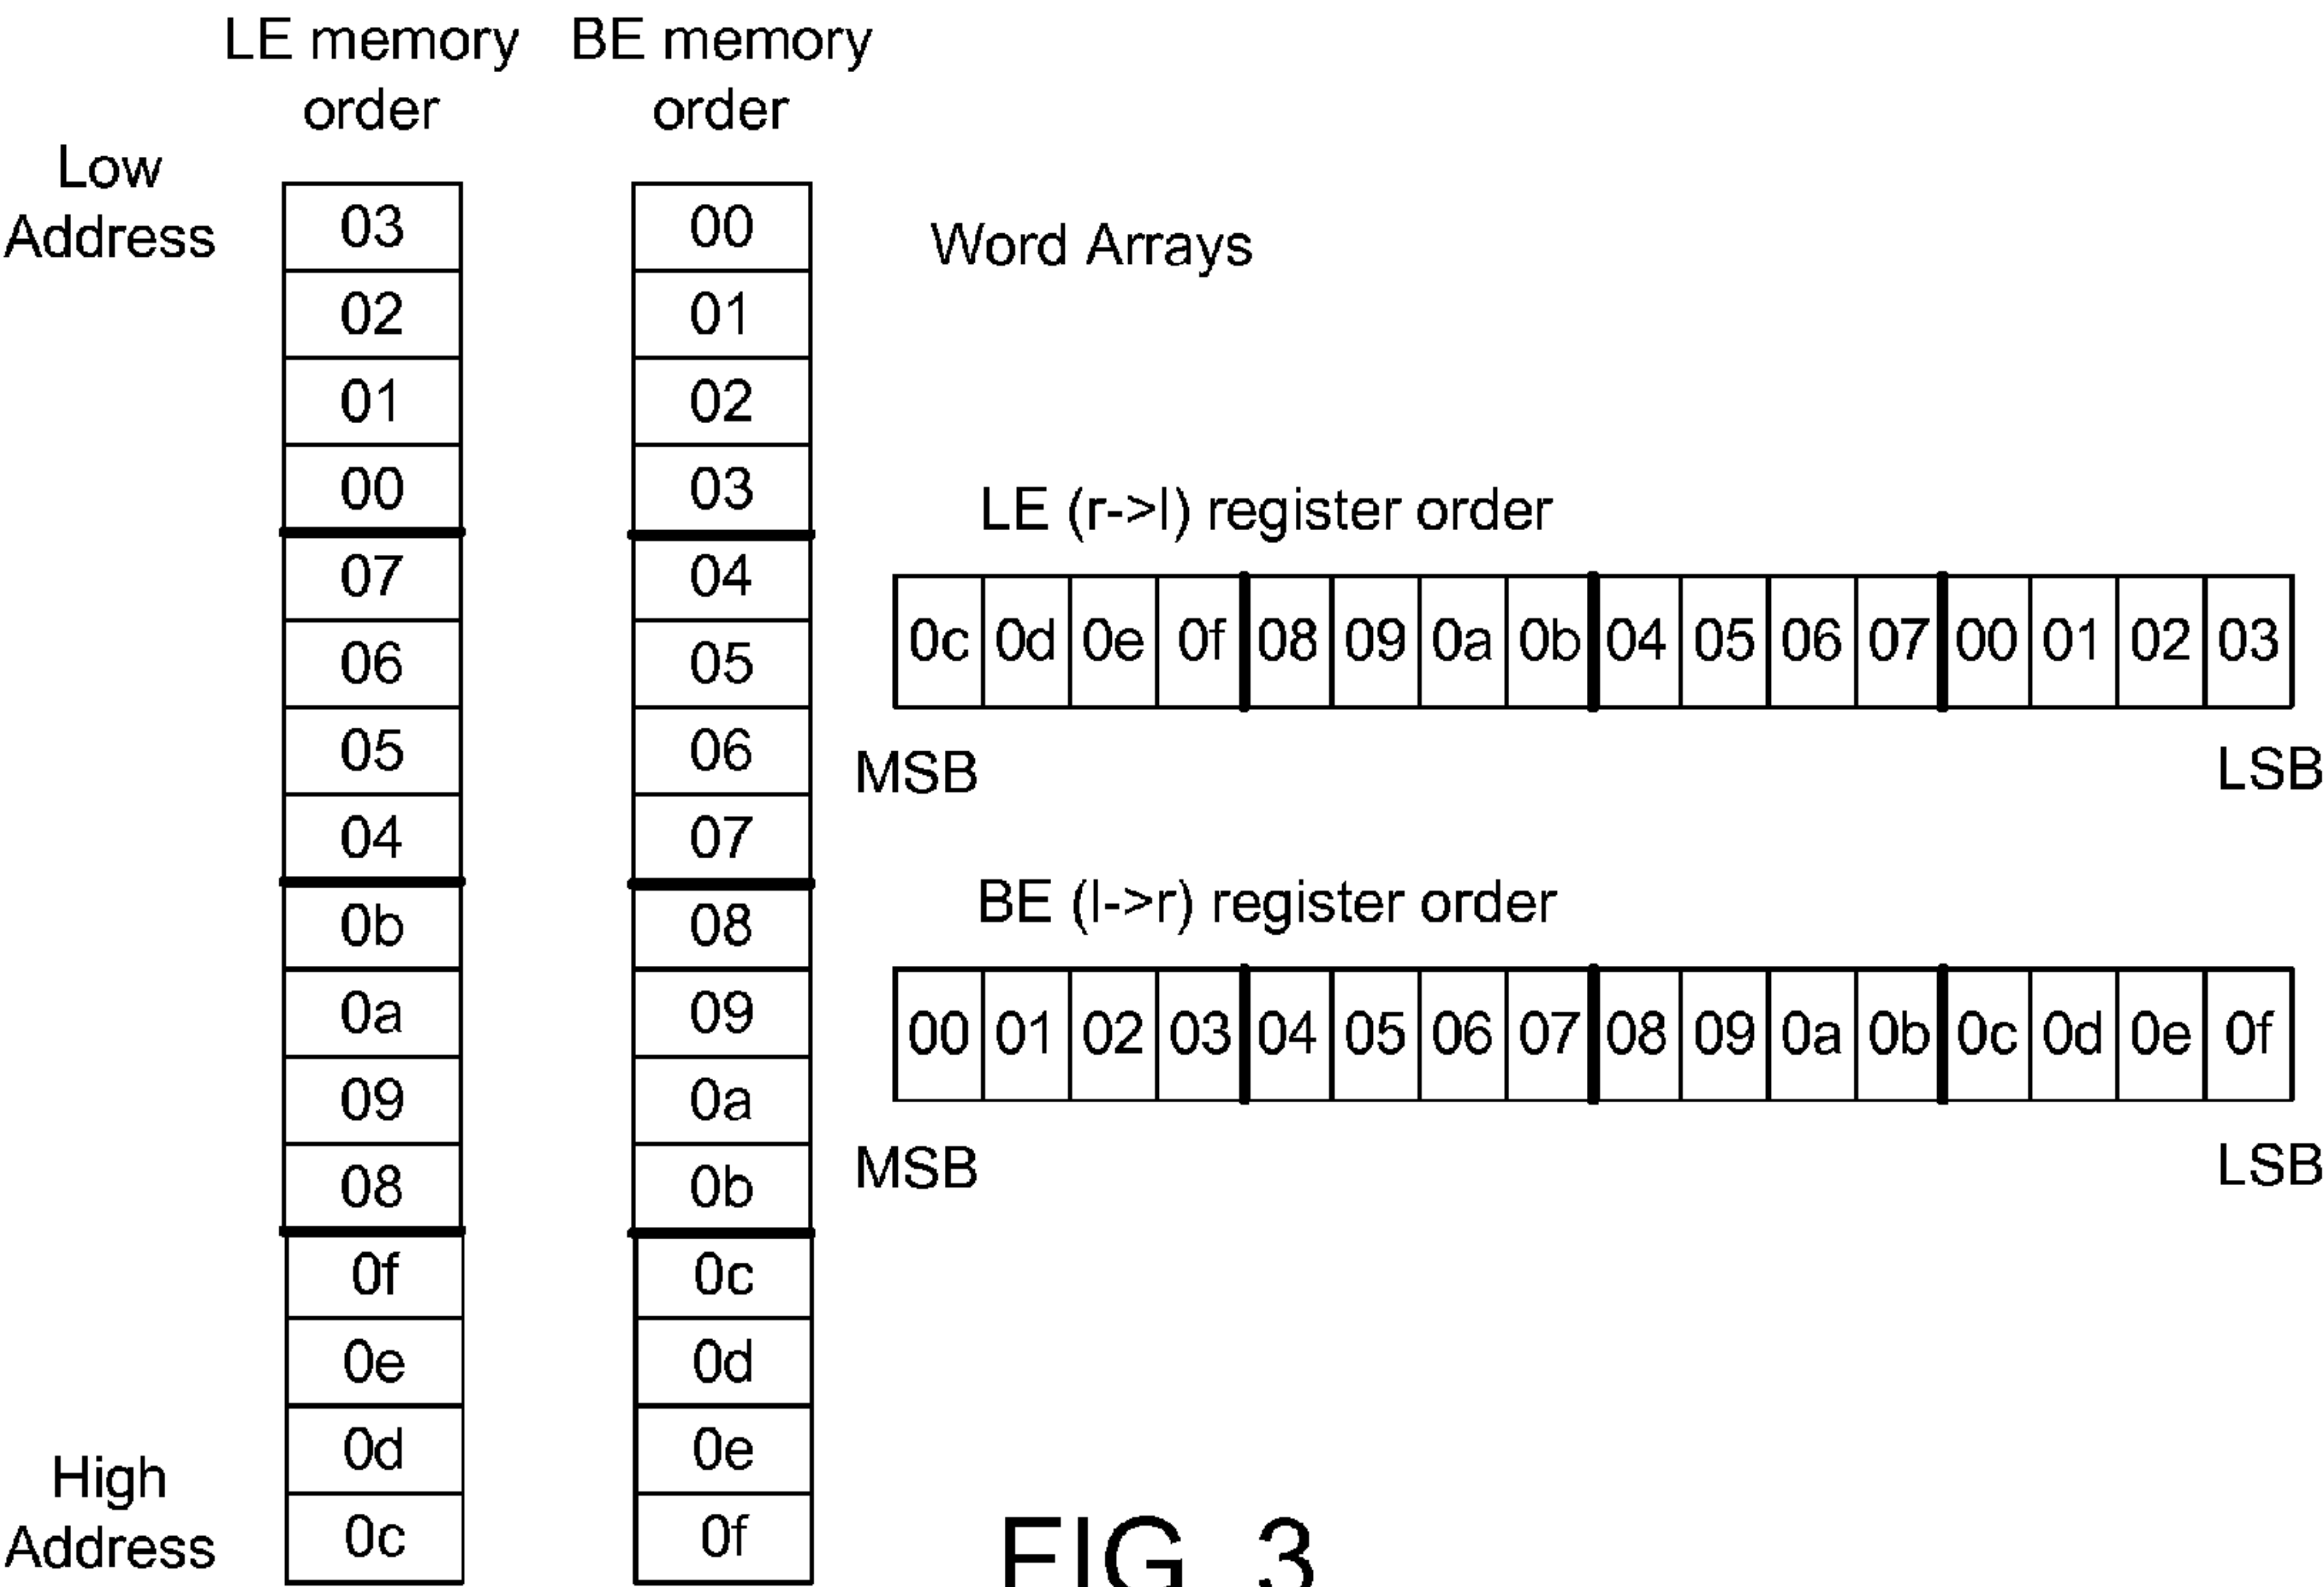 LE memory order
BE memory order
Low Address
03 00
02 01
01 02
00 03
07 04
06 05
05 06
04 07
0b 08
0a 09
09 0a
08 0b
0f 0c
0e 0d
0d 0e
0c 0f
High Address
Word Arrays
LE (r->l) register order
0c 0d 0e 0f 08 09 0a 0b 04 05 06 07 00 01 02 03
MSB LSB
BE (l->r) register order
00 01 02 03 04 05 06 07 08 09 0a 0b 0c 0d 0e 0f
MSB LSB
FIG. 3